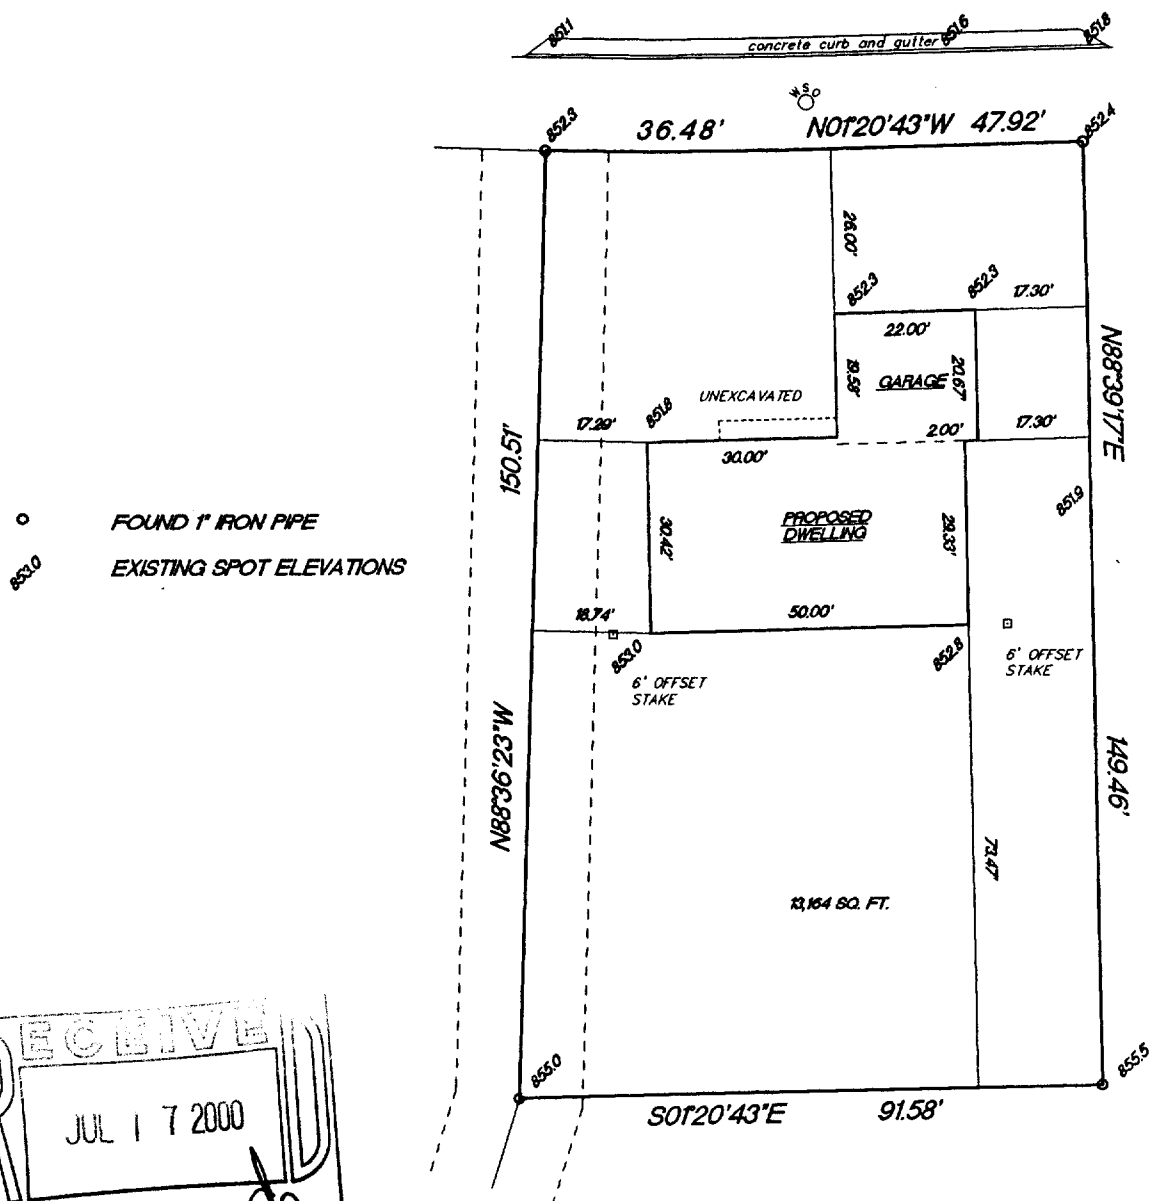 851.1
851.6
851.8
concrete curb and gutter
WSO
852.3
36.48'
N01°20'43"W 47.92'
852.4
26.00'
852.3
852.3
17.30'
22.00'
N88°39'17"E
19.58'
GARAGE
20.67'
UNEXCAVATED
851.8
17.29'
2.00'
17.30'
30.00'
150.51'
851.9
FOUND 1" IRON PIPE
PROPOSED
DWELLING
30.42'
29.33'
853.0
EXISTING SPOT ELEVATIONS
18.74'
50.00'
853.0
852.8
6' OFFSET
STAKE
6' OFFSET
STAKE
N88°36'23"W
149.46'
73.47'
13,164 SQ. FT.
855.0
855.5
S01°20'43"E
91.58'
RECEIVED
JUL 17 2000